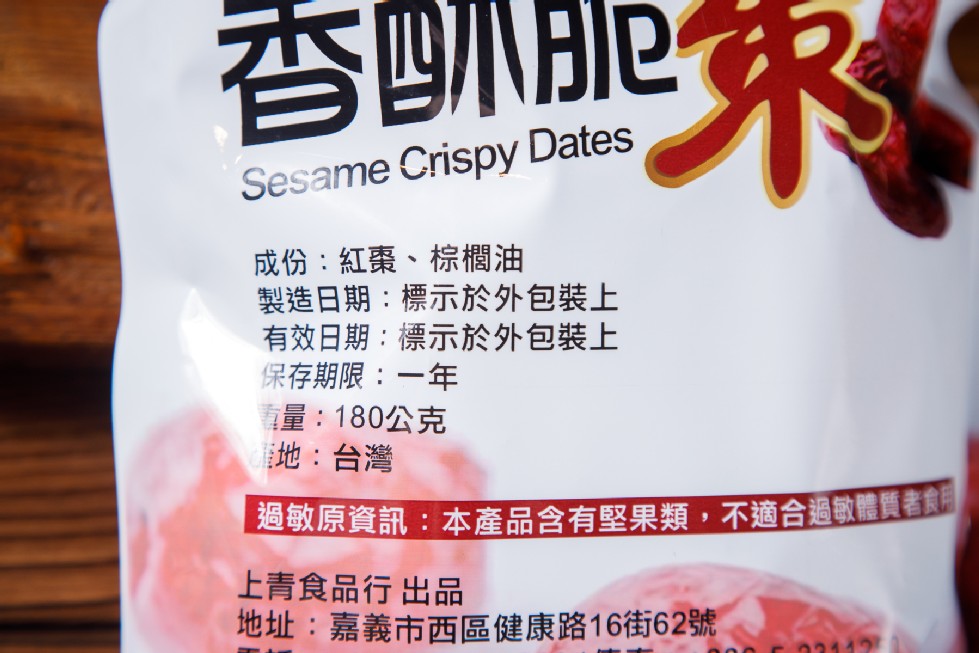 香酥脆棗
Sesame Crispy Dates
成份：紅棗、棕櫚油
製造日期：標示於外包裝上
有效日期：標示於外包裝上
保存期限：一年
重量：180公克
產地：台灣
過敏原資訊：本產品含有堅果類，不適合過敏體質者食用
上青食品行 出品
地址：嘉義市西區健康路16街62號